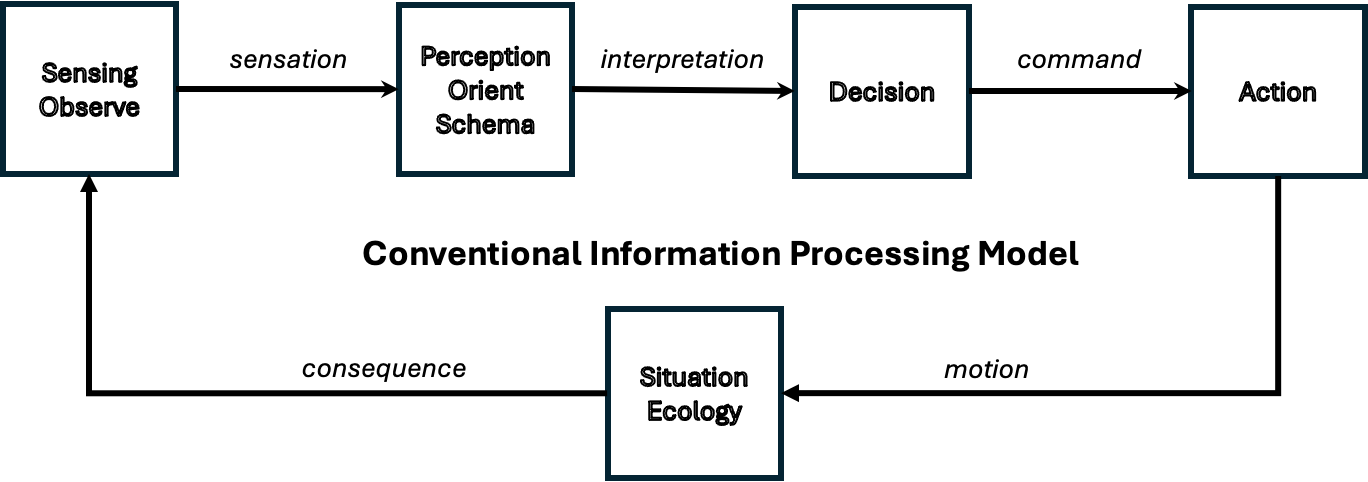 Sensing
Observe
sensation
Perception
Orient
Schema
interpretation
Decision
command
Action
Conventional Information Processing Model
consequence
Situation
Ecology
motion